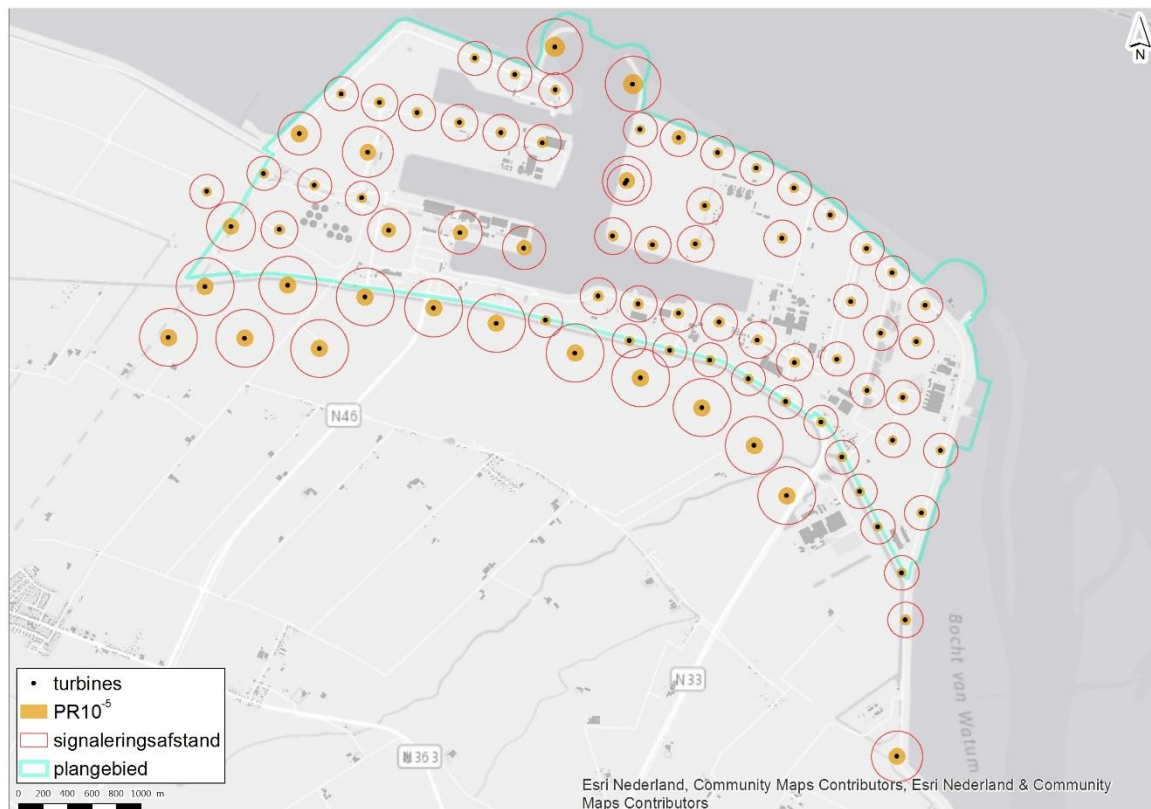 N
N46
N33
N363
Bocht van Watum
turbines
PR10⁻⁵
signaleringsafstand
plangebied
0 200 400 600 800 1000 m
Esri Nederland, Community Maps Contributors, Esri Nederland & Community
Maps Contributors